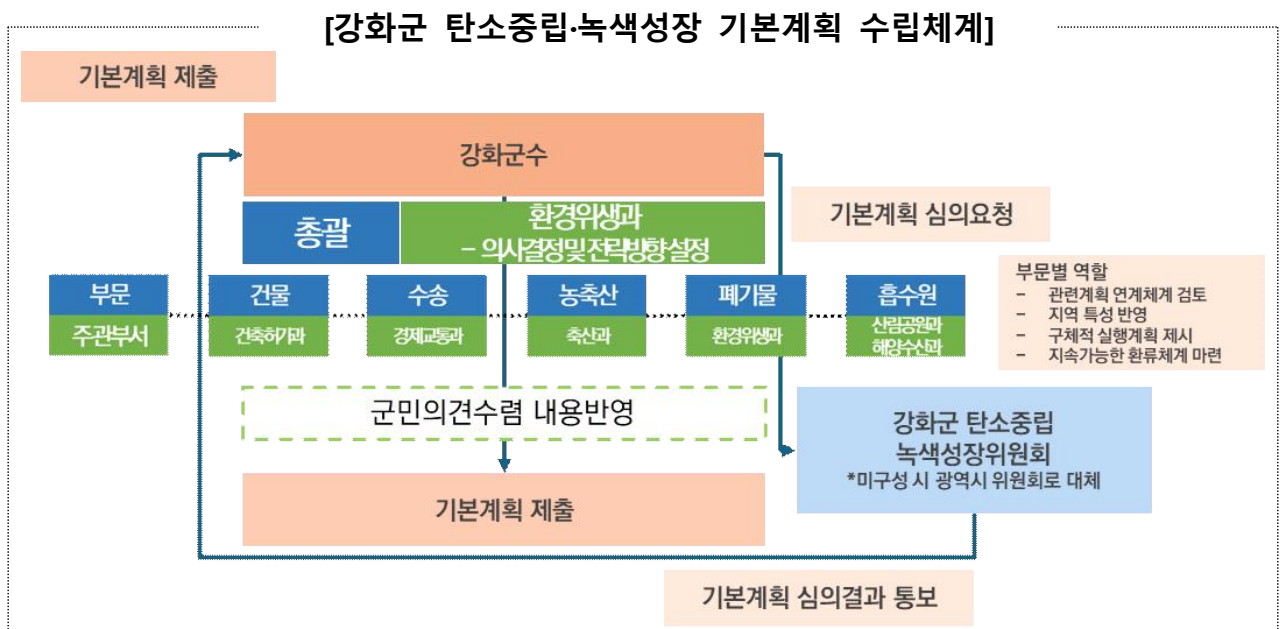 [강화군 탄소중립·녹색성장 기본계획 수립체계]
기본계획 제출
강화군수
총괄
환경위생과
– 의사결정 및 전략방향 설정
기본계획 심의요청
부문
주관부서
건물
건축허가과
수송
경제교통과
농축산
축산과
폐기물
환경위생과
흡수원
산림공원과
해양수산과
부문별 역할
– 관련계획 연계체계 검토
– 지역 특성 반영
– 구체적 실행계획 제시
– 지속가능한 환류체계 마련
군민의견수렴 내용반영
강화군 탄소중립
녹색성장위원회
*미구성 시 광역시 위원회로 대체
기본계획 제출
기본계획 심의결과 통보